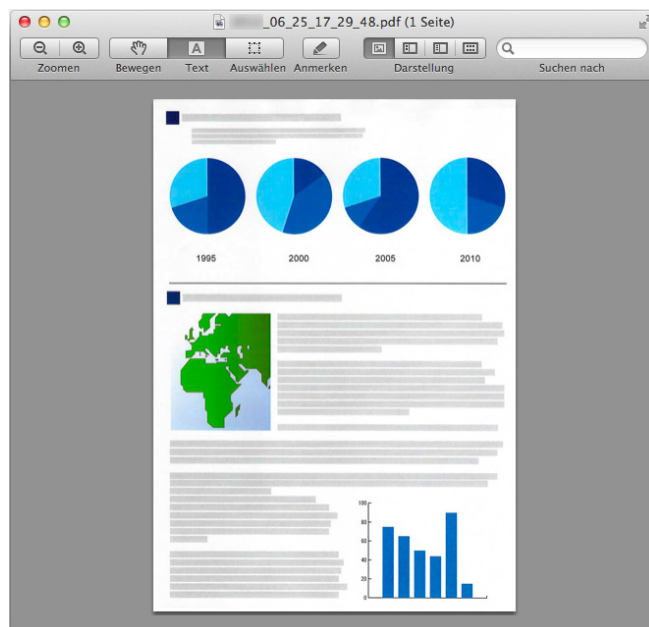 _06_25_17_29_48.pdf (1 Seite)
Zoomen Bewegen Text Auswählen Anmerken Darstellung Suchen nach
1995 2000 2005 2010
100
80
60
40
20
0